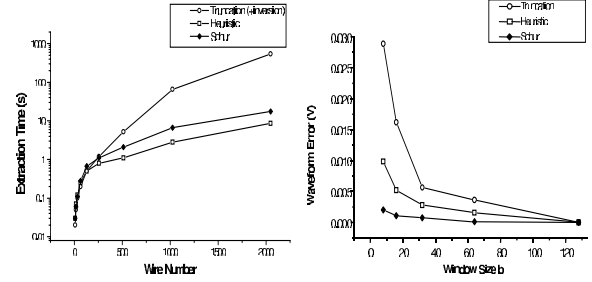 Truncation (+inversion)
Heuristic
Schur
1000
100
10
1
0.1
0.01
Extraction Time (s)
0
500
1000
1500
2000
Wire Number
Truncation
Heuristic
Schur
0.030
0.025
0.020
0.015
0.010
0.005
0.000
Waveform Error (V)
0
20
40
60
80
100
120
Window Size b